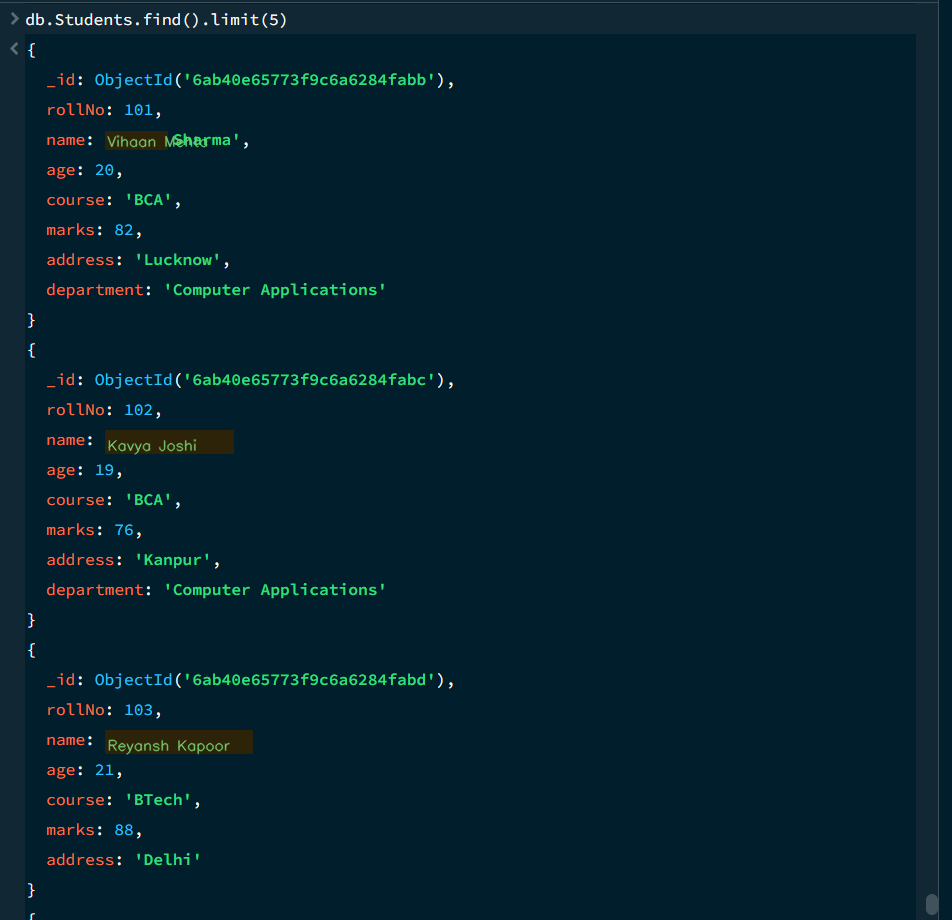 db.Students.find().limit(5)
{
_id: ObjectId('6ab40e65773f9c6a6284fabb'),
rollNo: 101,
name: Vihaan Mehta Sharma',
age: 20,
course: 'BCA',
marks: 82,
address: 'Lucknow',
department: 'Computer Applications'
}
{
_id: ObjectId('6ab40e65773f9c6a6284fabc'),
rollNo: 102,
name: Kavya Joshi
age: 19,
course: 'BCA',
marks: 76,
address: 'Kanpur',
department: 'Computer Applications'
}
{
_id: ObjectId('6ab40e65773f9c6a6284fabd'),
rollNo: 103,
name: Reyansh Kapoor
age: 21,
course: 'BTech',
marks: 88,
address: 'Delhi'
}
{